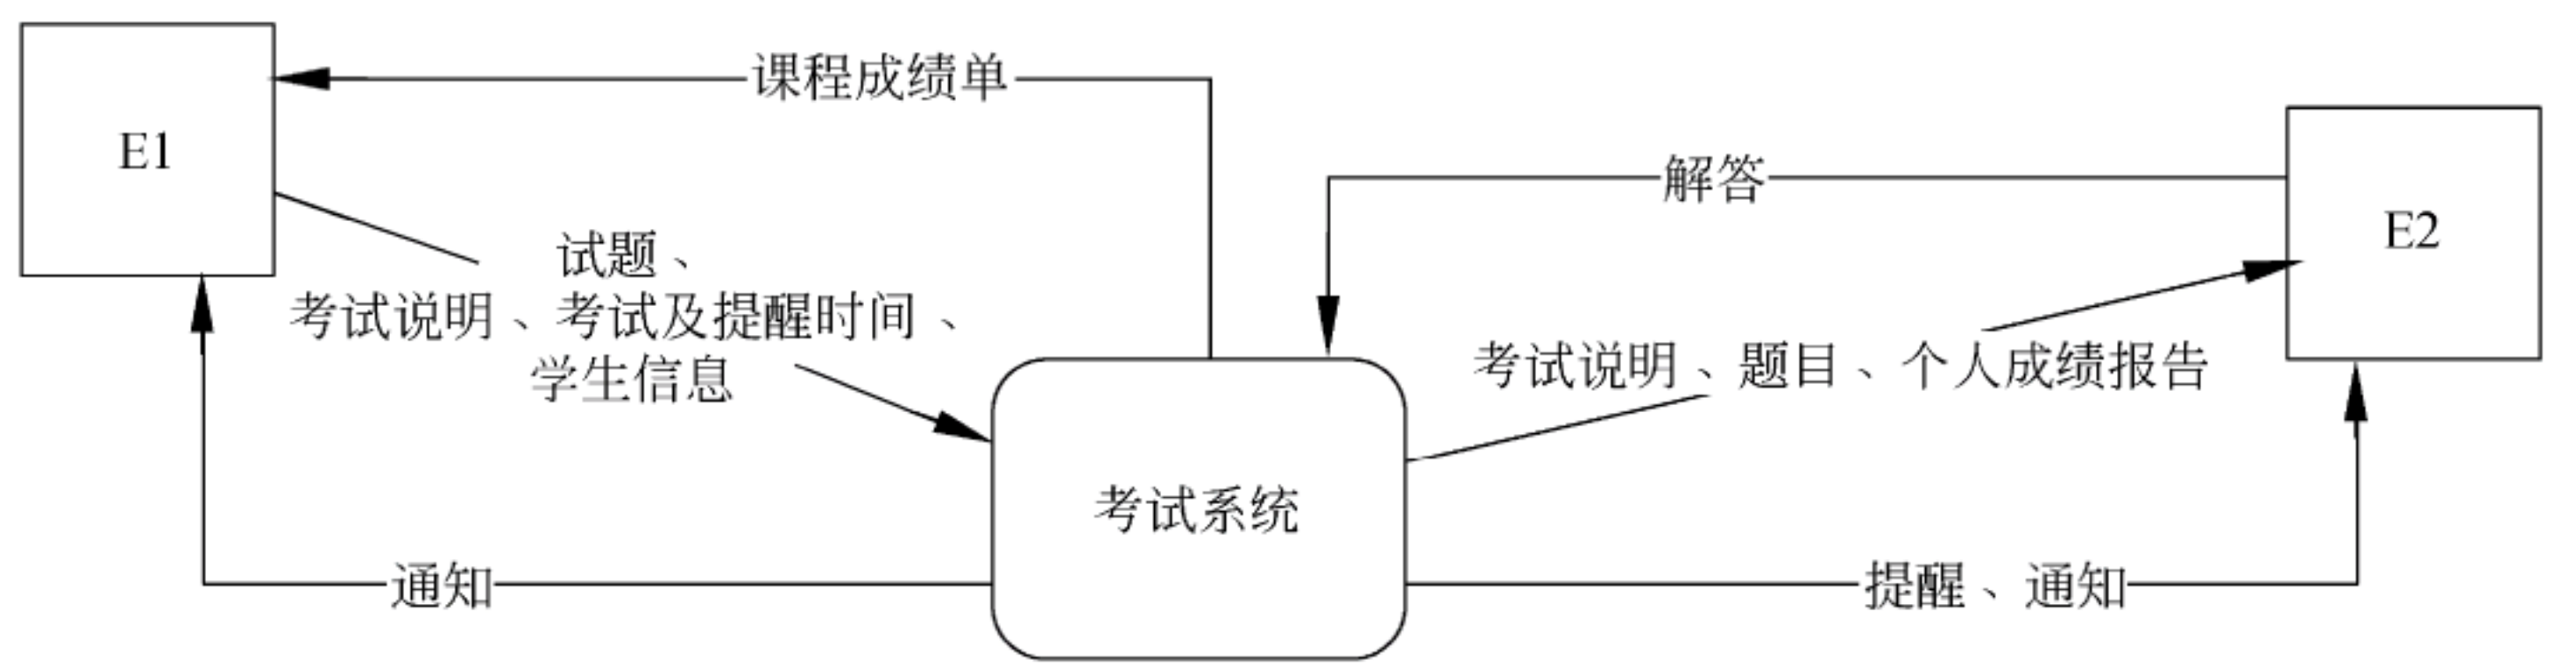 课程成绩单
E1
解答
E2
试题、
考试说明、考试及提醒时间、
学生信息
考试说明、题目、个人成绩报告
考试系统
通知
提醒、通知